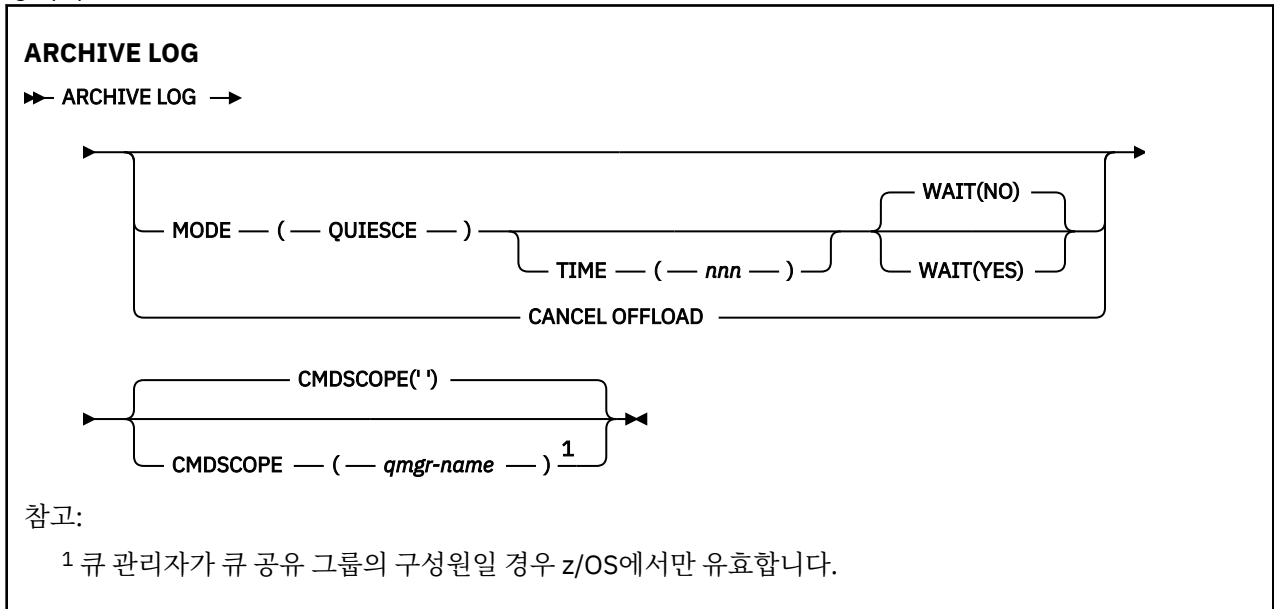 ARCHIVE LOG
ARCHIVE LOG
WAIT(NO)
MODE ( QUIESCE )
TIME ( nnn ) WAIT(YES)
CANCEL OFFLOAD
CMDSCOPE(' ')
CMDSCOPE ( qmgr-name ) 1
참고:
1 큐 관리자가 큐 공유 그룹의 구성원일 경우 z/OS에서만 유효합니다.